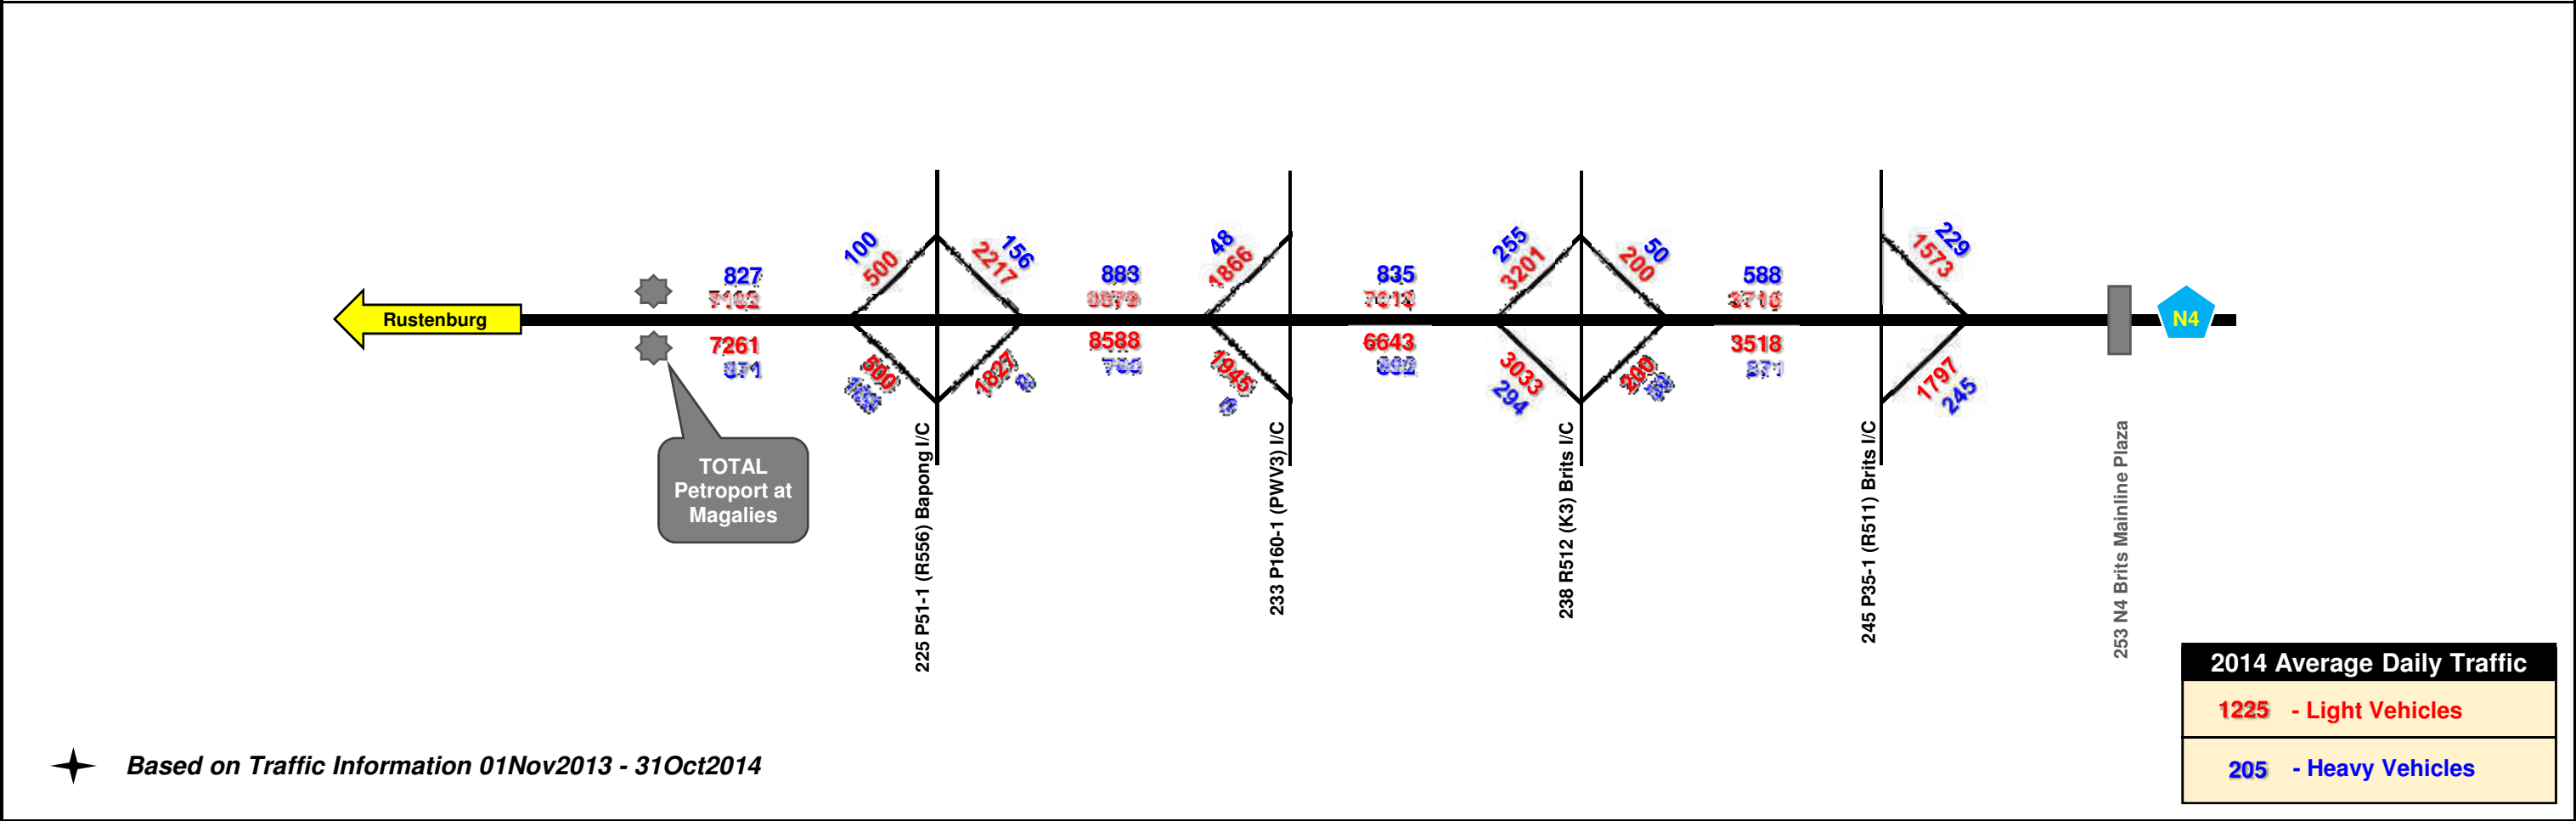 100
500
2217
156
48
1866
255
3201
200
50
1573
229
827
883
835
588
Rustenburg
N4
7261
8588
6643
3518
500
1827
1945
3033
294
200
1797
245
TOTAL
Petroport at
Magalies
225 P51-1 (R556) Bapong I/C
233 P160-1 (PWV3) I/C
238 R512 (K3) Brits I/C
245 P35-1 (R511) Brits I/C
253 N4 Brits Mainline Plaza
2014 Average Daily Traffic
1225 - Light Vehicles
205 - Heavy Vehicles
Based on Traffic Information 01Nov2013 - 31Oct2014